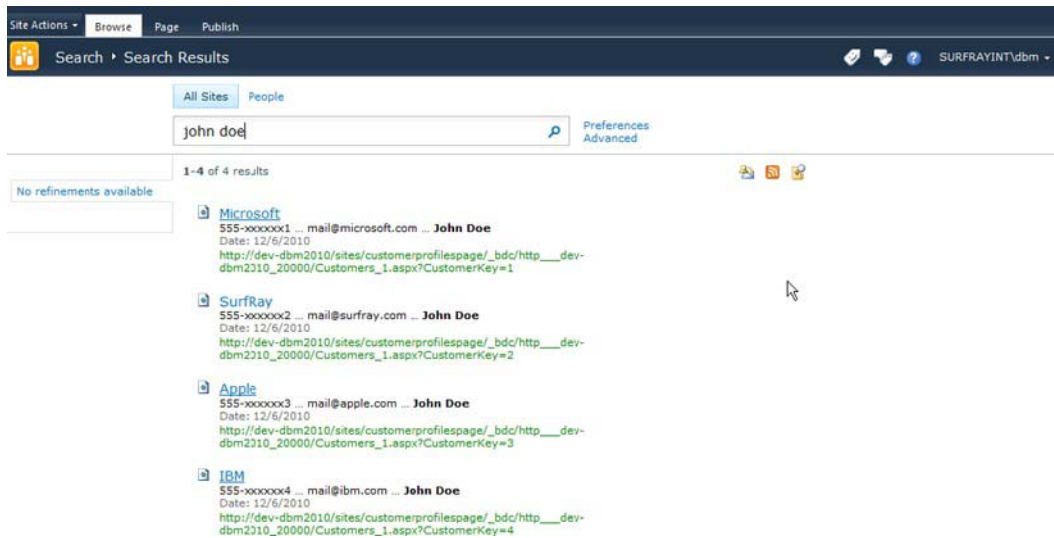 Site Actions Browse Page Publish
Search Search Results SURFRAYINT\dbm
All Sites People
john doe
Preferences
Advanced
1-4 of 4 results
No refinements available
Microsoft
555-xxxxxx1 ... mail@microsoft.com ... John Doe
Date: 12/6/2010
http://dev-dbm2010/sites/customerprofilespage/_bdc/http___dev-
dbm2010_20000/Customers_1.aspx?CustomerKey=1
SurfRay
555-xxxxxx2 ... mail@surfray.com ... John Doe
Date: 12/6/2010
http://dev-dbm2010/sites/customerprofilespage/_bdc/http___dev-
dbm2010_20000/Customers_1.aspx?CustomerKey=2
Apple
555-xxxxxx3 ... mail@apple.com ... John Doe
Date: 12/6/2010
http://dev-dbm2010/sites/customerprofilespage/_bdc/http___dev-
dbm2010_20000/Customers_1.aspx?CustomerKey=3
IBM
555-xxxxxx4 ... mail@ibm.com ... John Doe
Date: 12/6/2010
http://dev-dbm2010/sites/customerprofilespage/_bdc/http___dev-
dbm2010_20000/Customers_1.aspx?CustomerKey=4